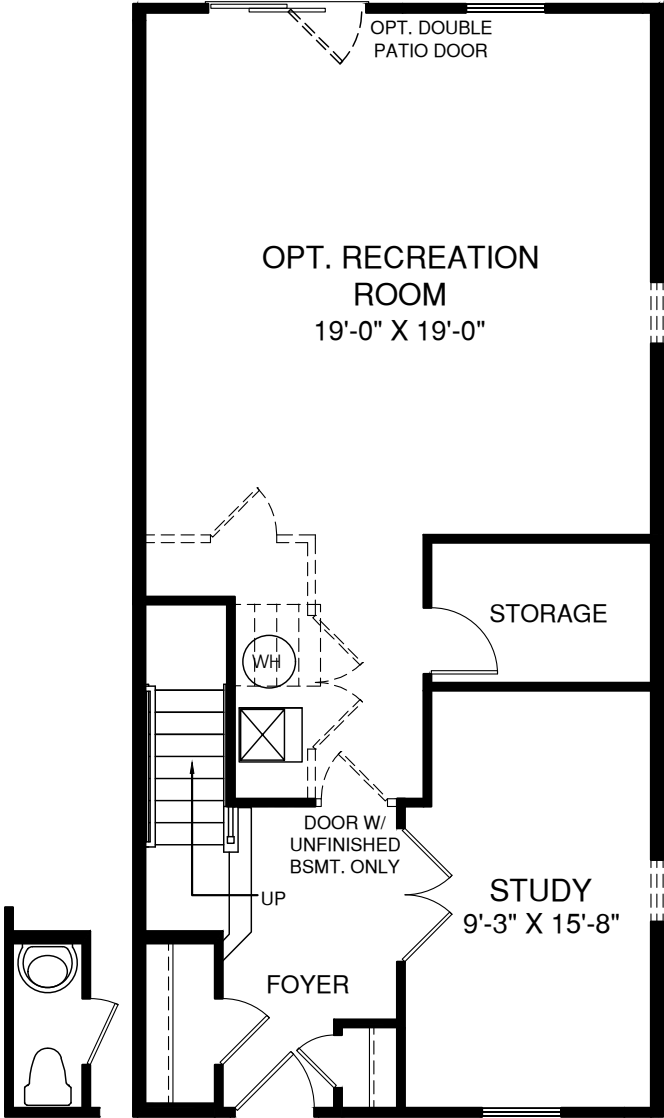 OPT. DOUBLE
PATIO DOOR
OPT. RECREATION
ROOM
19'-0" X 19'-0"
STORAGE
WH
DOOR W/
UNFINISHED
BSMT. ONLY
UP
STUDY
9'-3" X 15'-8"
FOYER